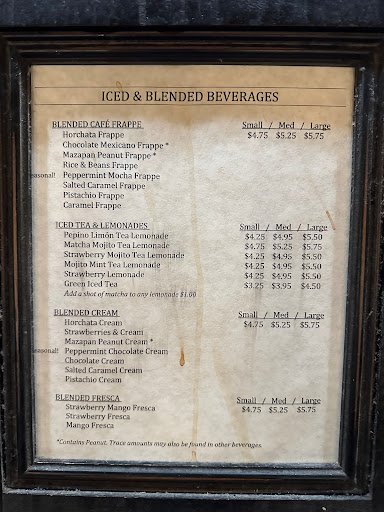 ICED & BLENDED BEVERAGES
BLENDED CAFÉ FRAPPE Small / Med / Large
Horchata Frappe $4.75 $5.25 $5.75
Chocolate Mexicano Frappe *
Mazapan Peanut Frappe *
Rice & Beans Frappe
easonal! Peppermint Mocha Frappe
Salted Caramel Frappe
Pistachio Frappe
Caramel Frappe
ICED TEA & LEMONADES Small / Med / Large
Pepino Limón Tea Lemonade $4.25 $4.95 $5.50
Matcha Mojito Tea Lemonade $4.75 $5.25 $5.75
Strawberry Mojito Tea Lemonade $4.25 $4.95 $5.50
Mojito Mint Tea Lemonade $4.25 $4.95 $5.50
Strawberry Lemonade $4.25 $4.95 $5.50
Green Iced Tea $3.25 $3.95 $4.50
Add a shot of matcha to any lemonade $1.00
BLENDED CREAM Small / Med / Large
Horchata Cream $4.75 $5.25 $5.75
Strawberries & Cream
Mazapan Peanut Cream *
easonal! Peppermint Chocolate Cream
Chocolate Cream
Salted Caramel Cream
Pistachio Cream
BLENDED FRESCA Small / Med / Large
Strawberry Mango Fresca $4.75 $5.25 $5.75
Strawberry Fresca
Mango Fresca
*Contains Peanut. Trace amounts may also be found in other beverages.